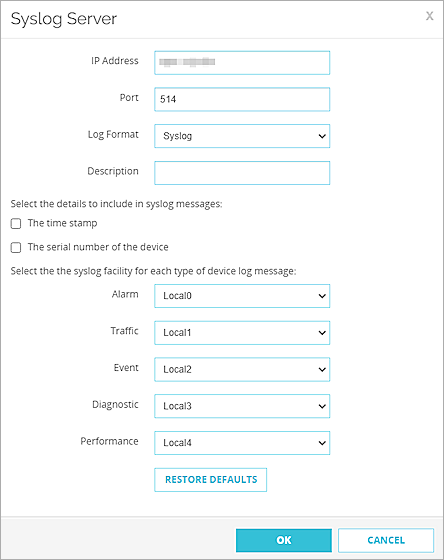 Syslog Server X
IP Address
Port 514
Log Format Syslog
Description
Select the details to include in syslog messages:
The time stamp
The serial number of the device
Select the the syslog facility for each type of device log message:
Alarm Local0
Traffic Local1
Event Local2
Diagnostic Local3
Performance Local4
RESTORE DEFAULTS
OK CANCEL